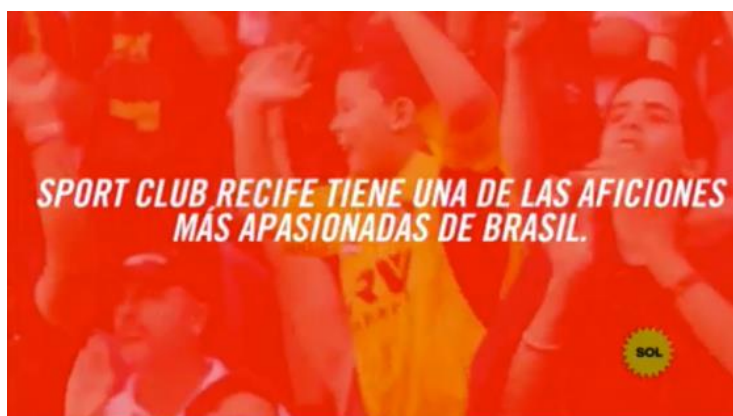 SPORT CLUB RECIFE TIENE UNA DE LAS AFICIONES
MÁS APASIONADAS DE BRASIL.
SOL